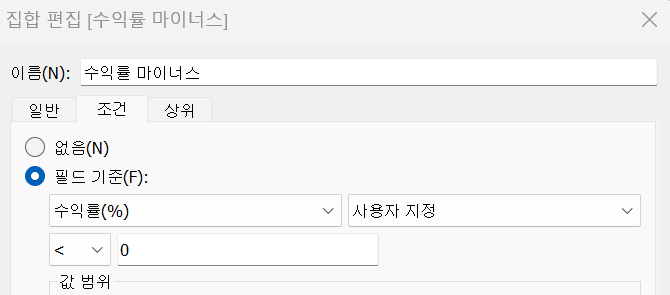 집합 편집 [수익률 마이너스]
이름(N): 수익률 마이너스
일반 조건 상위
없음(N)
필드 기준(F):
수익률(%) 사용자 지정
< 0
값 범위